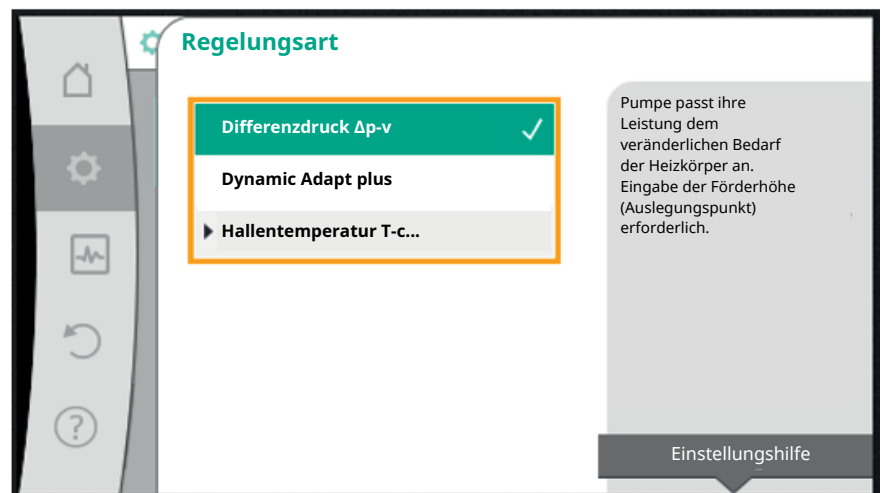 Regelungsart
Differenzdruck Δp-v
Dynamic Adapt plus
Hallentemperatur T-c...
Pumpe passt ihre
Leistung dem
veränderlichen Bedarf
der Heizkörper an.
Eingabe der Förderhöhe
(Auslegungspunkt)
erforderlich.
Einstellungshilfe